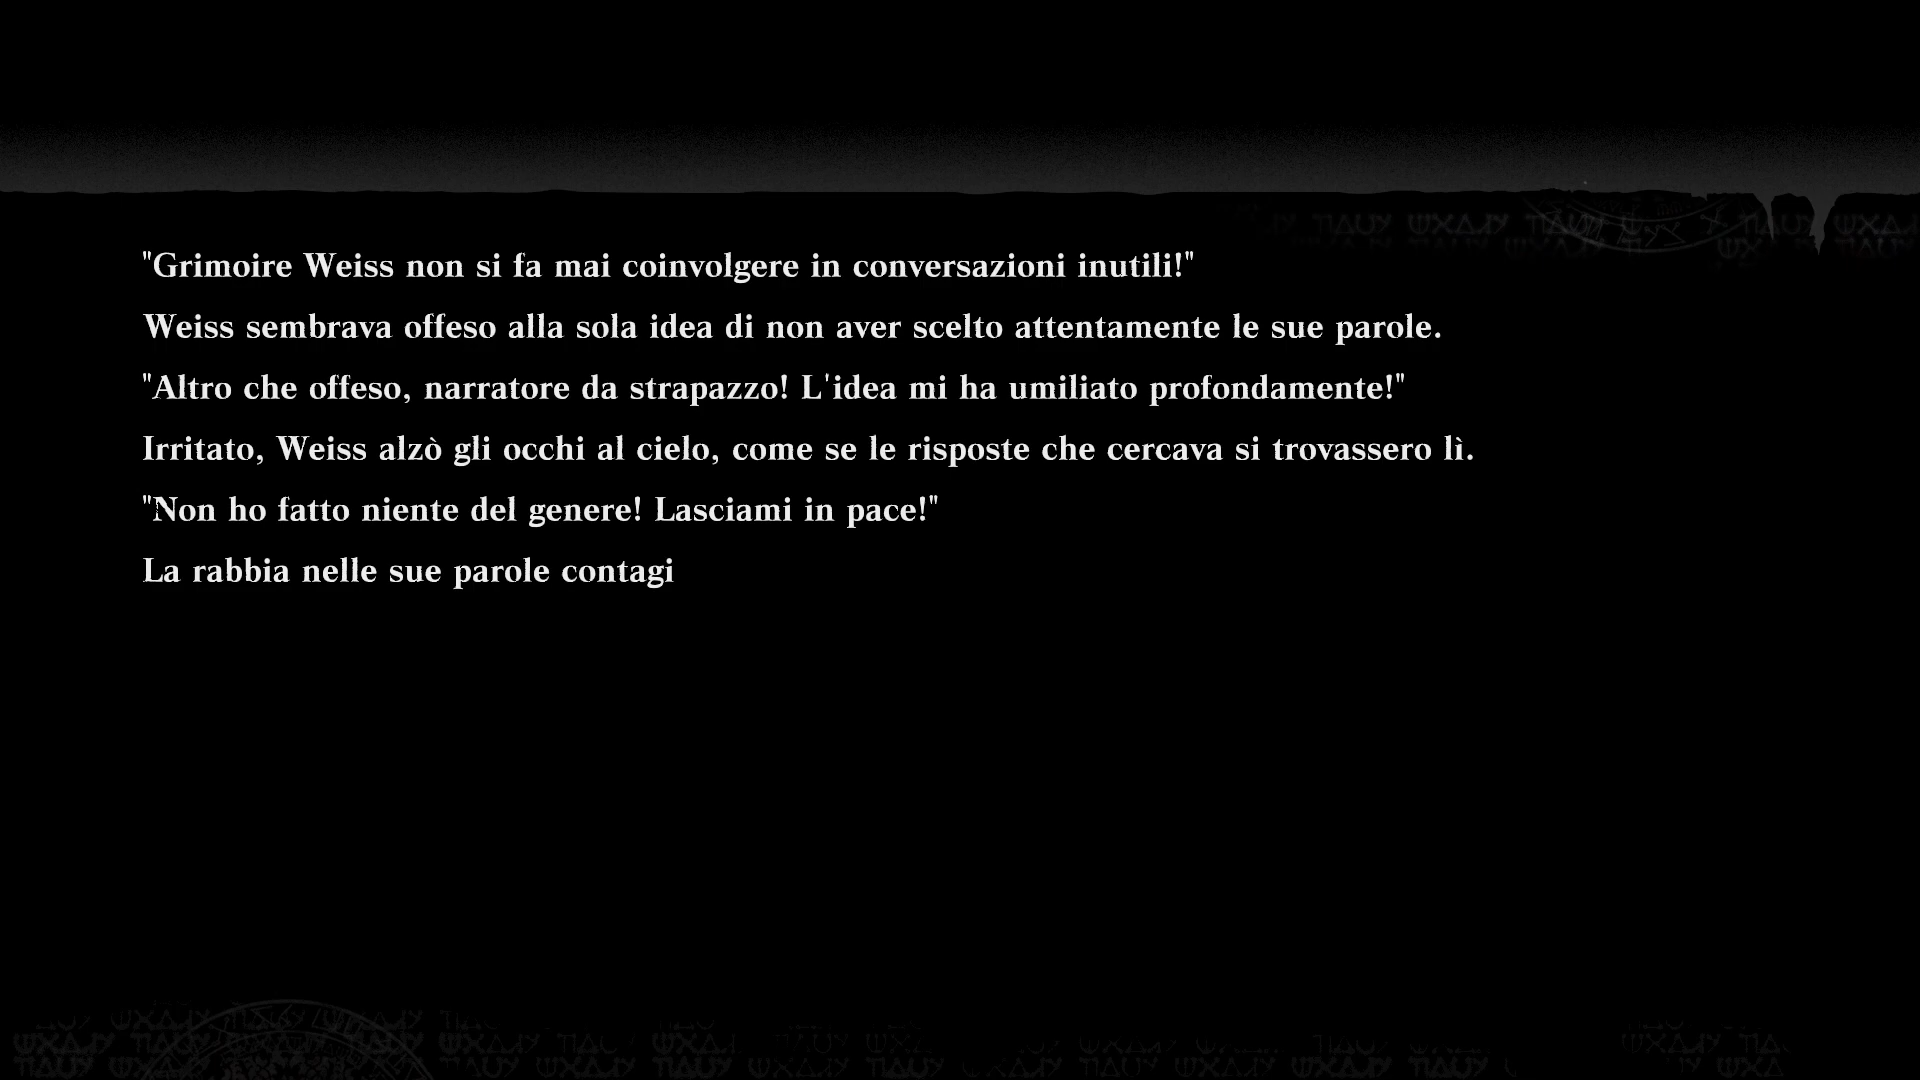 "Grimoire Weiss non si fa mai coinvolgere in conversazioni inutili!"
Weiss sembrava offeso alla sola idea di non aver scelto attentamente le sue parole.
"Altro che offeso, narratore da strapazzo! L'idea mi ha umiliato profondamente!"
Irritato, Weiss alzò gli occhi al cielo, come se le risposte che cercava si trovassero lì.
"Non ho fatto niente del genere! Lasciami in pace!"
La rabbia nelle sue parole contagi